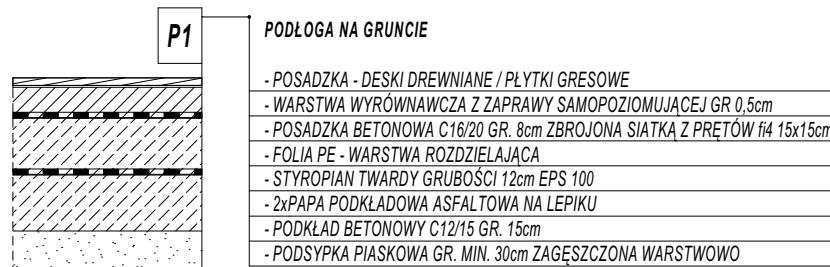 P1
PODŁOGA NA GRUNCIE
- POSADZKA - DESKI DREWNIANE / PŁYTKI GRESOWE
- WARSTWA WYRÓWNAWCZA Z ZAPRAWY SAMOPOZIOMUJĄCEJ GR 0,5cm
- POSADZKA BETONOWA C16/20 GR. 8cm ZBROJONA SIATKĄ Z PRĘTÓW fi4 15x15cm
- FOLIA PE - WARSTWA ROZDZIELAJĄCA
- STYROPIAN TWARDY GRUBOŚCI 12cm EPS 100
- 2xPAPA PODKŁADOWA ASFALTOWA NA LEPIKU
- PODKŁAD BETONOWY C12/15 GR. 15cm
- PODSYPKA PIASKOWA GR. MIN. 30cm ZAGĘSZCZONA WARSTWOWO